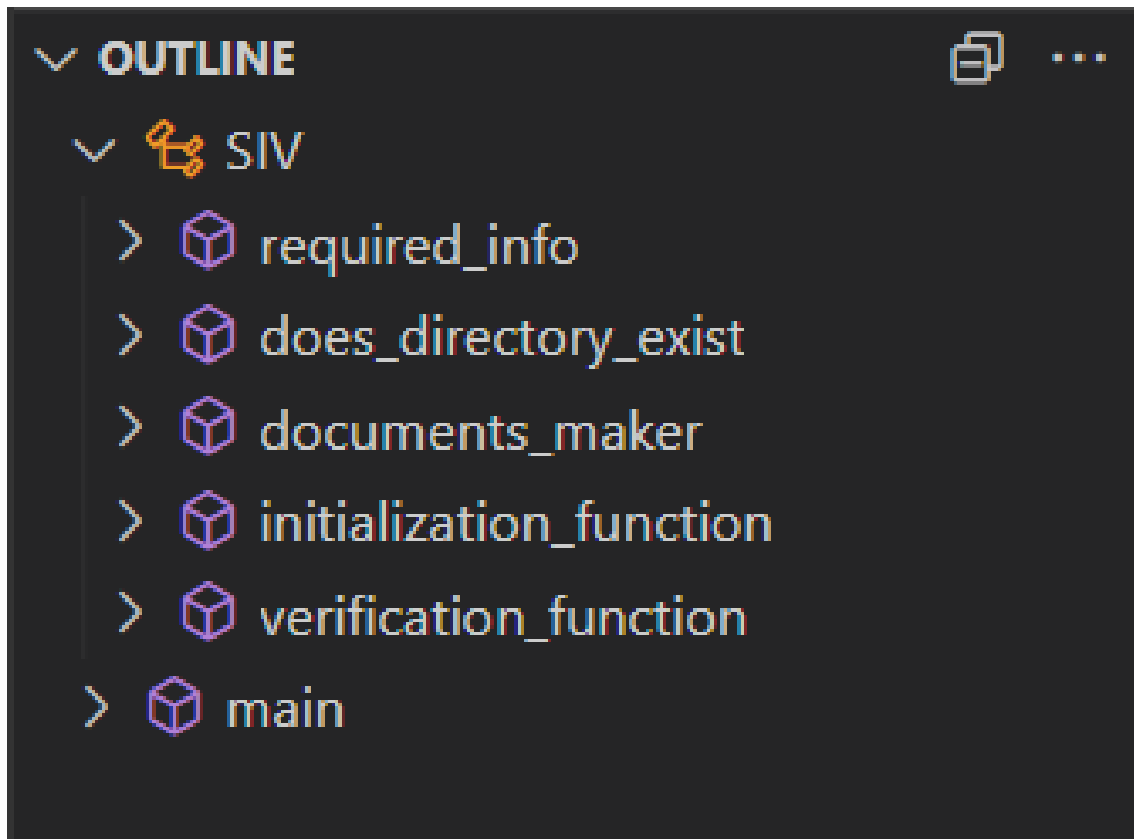 OUTLINE
SIV
required_info
does_directory_exist
documents_maker
initialization_function
verification_function
main